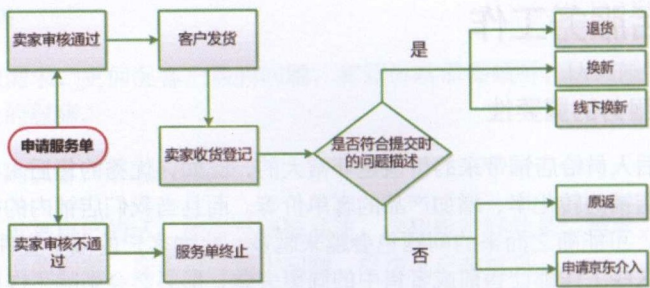 卖家审核通过
客户发货
是
退货
换新
线下换新
申请服务单
卖家收货登记
是否符合提交时
的问题描述
卖家审核不通
过
服务单终止
否
原返
申请京东介入